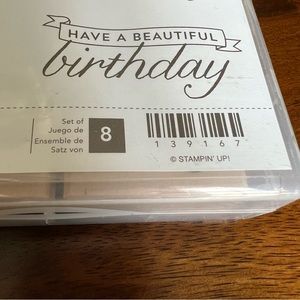 HAVE A BEAUTIFUL
birthday
Set of
Juego de
Ensemble de
Satz von
8
139167
© STAMPIN' UP!